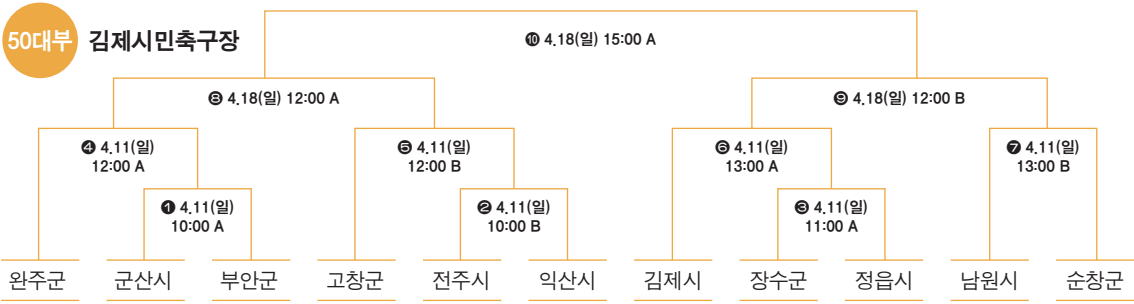 50대부 김제시민축구장
❿ 4.18(일) 15:00 A
❽ 4.18(일) 12:00 A
❾ 4.18(일) 12:00 B
❹ 4.11(일)
12:00 A
❺ 4.11(일)
12:00 B
❻ 4.11(일)
13:00 A
❼ 4.11(일)
13:00 B
❶ 4.11(일)
10:00 A
❷ 4.11(일)
10:00 B
❸ 4.11(일)
11:00 A
완주군 군산시 부안군 고창군 전주시 익산시 김제시 장수군 정읍시 남원시 순창군